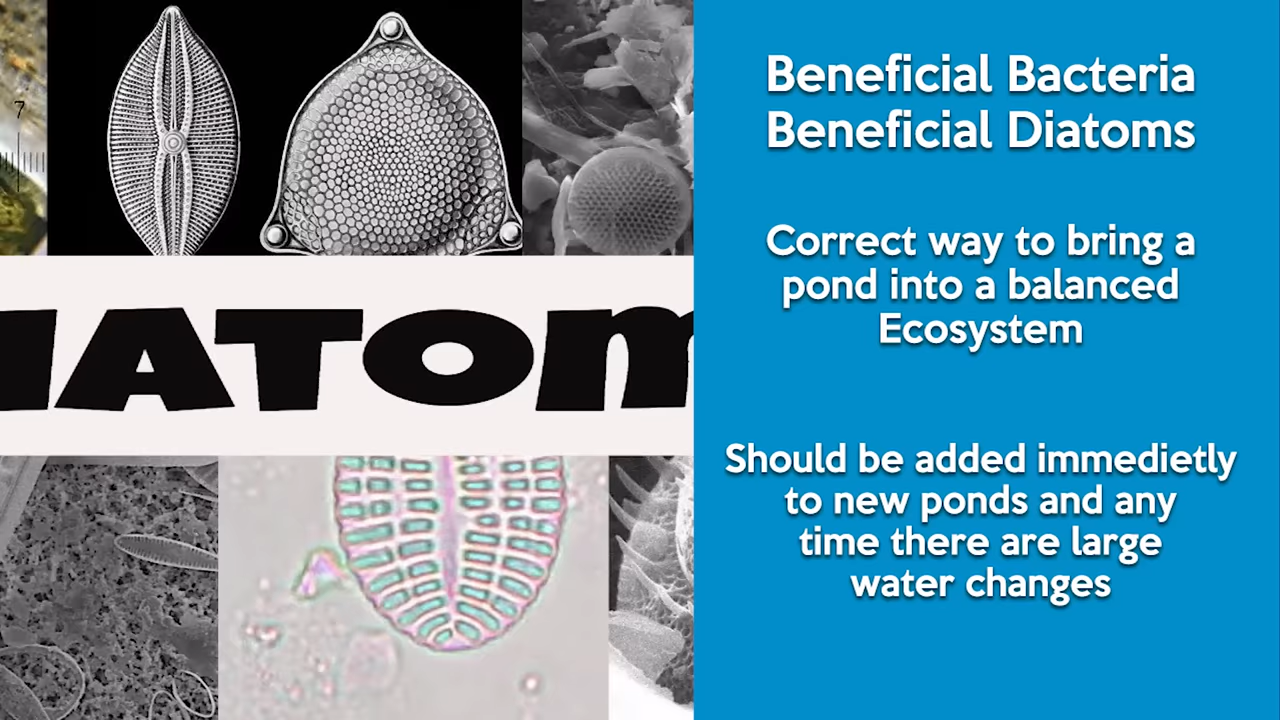 7
IATOM
Beneficial Bacteria
Beneficial Diatoms
Correct way to bring a
pond into a balanced
Ecosystem
Should be added immedietly
to new ponds and any
time there are large
water changes